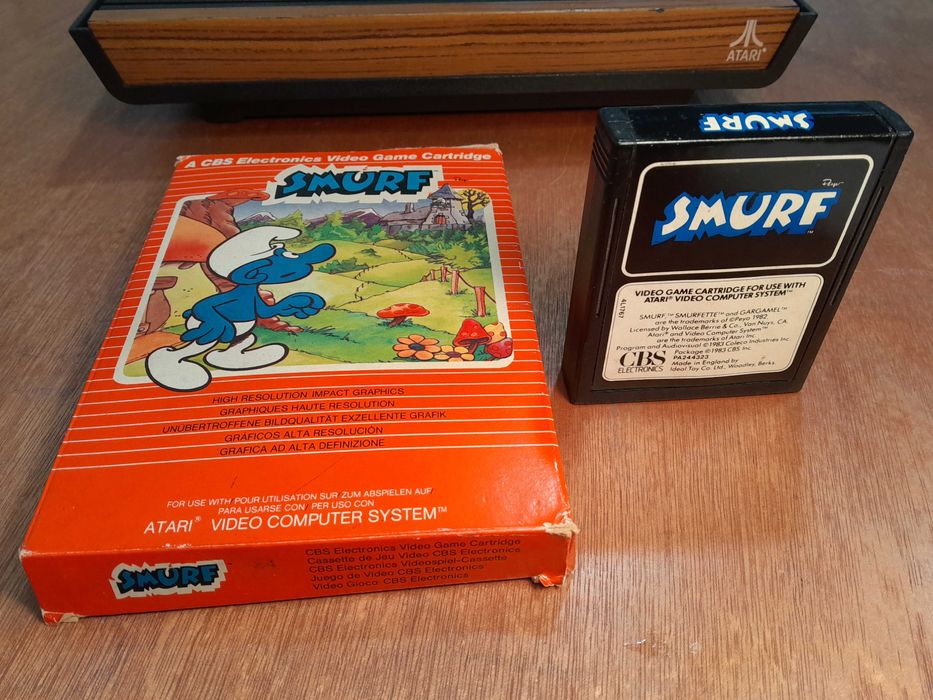 ATARI®
A CBS Electronics Video Game Cartridge
SMURF
Peyo
HIGH RESOLUTION IMPACT GRAPHICS
GRAPHIQUES HAUTE RESOLUTION
UNUBERTROFFENE BILDQUALITÄT EXZELLENTE GRAFIK
GRÁFICOS ALTA RESOLUCIÓN
GRAFICA AD ALTA DEFINIZIONE
FOR USE WITH/POUR UTILISATION SUR/ZUM ABSPIELEN AUF/
PARA USARSE CON/PER USO CON
ATARI® VIDEO COMPUTER SYSTEM™
SMURF
84
CBS Electronics Video Game Cartridge
Cassette de Jeu Video CBS Electronics
CBS Electronics Videospiel-Cassette
Juego de Video CBS Electronics
Video Gioco CBS Electronics
SMURF
Peyo
SMURF™
VIDEO GAME CARTRIDGE FOR USE WITH
ATARI® VIDEO COMPUTER SYSTEM™
4L1767
SMURF,™ SMURFETTE™ and GARGAMEL™
are the trademarks of ©Peyo 1982
Licensed by Wallace Berrie & Co., Van Nuys, CA
Atari® and Video Computer System™
are the trademarks of Atari Inc
Program and Audiovisual ©1983 Coleco Industries Inc
Package ©1983 CBS Inc
PA244323
Made in England by
Ideal Toy Co. Ltd., Woodley, Berks
CBS
ELECTRONICS